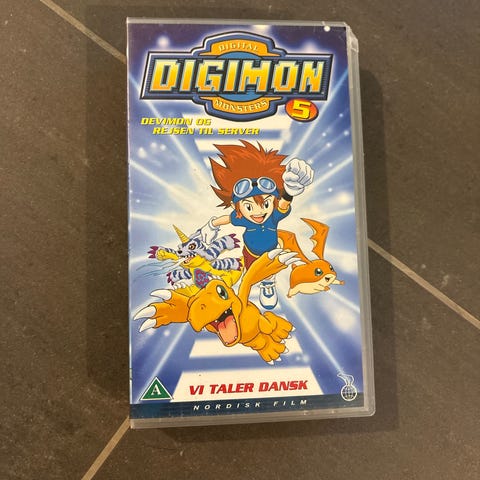 DIGITAL
DIGIMON
MONSTERS
5
DEVIMON OG
REJSEN TIL SERVER
A
VI TALER DANSK
NORDISK FILM